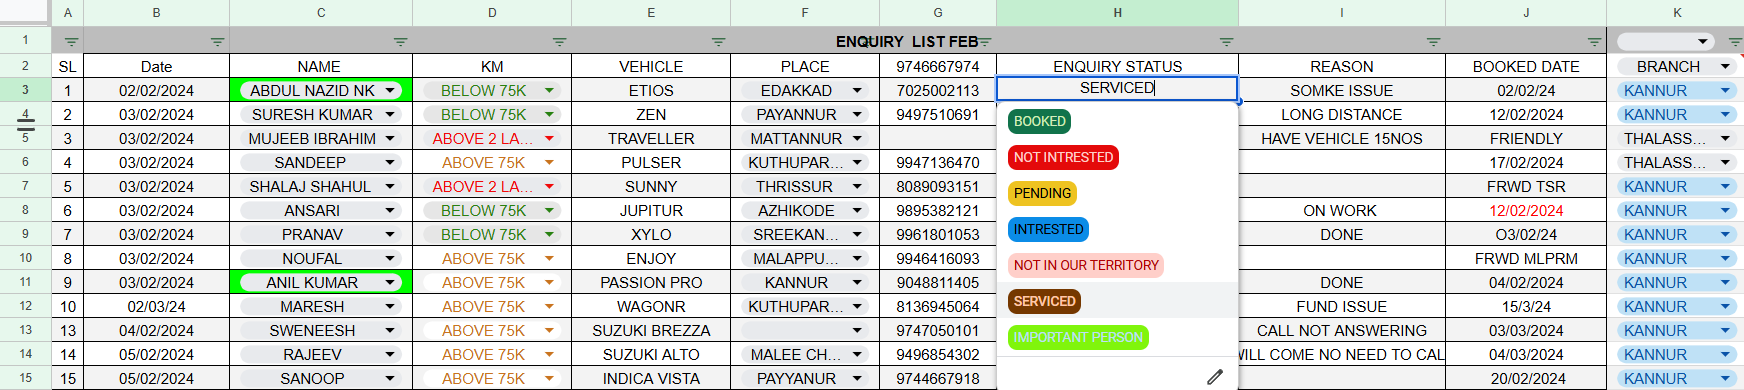 A B C D E F G H I J K
1 ENQUIRY LIST FEB
2 SL Date NAME KM VEHICLE PLACE 9746667974 ENQUIRY STATUS REASON BOOKED DATE BRANCH
3 1 02/02/2024 ABDUL NAZID NK BELOW 75K ETIOS EDAKKAD 7025002113 SERVICED SOMKE ISSUE 02/02/24 KANNUR
4 2 03/02/2024 SURESH KUMAR BELOW 75K ZEN PAYANNUR 9497510691 BOOKED LONG DISTANCE 12/02/2024 KANNUR
5 3 03/02/2024 MUJEEB IBRAHIM ABOVE 2 LA... TRAVELLER MATTANNUR HAVE VEHICLE 15NOS FRIENDLY THALASS...
6 4 03/02/2024 SANDEEP ABOVE 75K PULSER KUTHUPAR... 9947136470 NOT INTRESTED 17/02/2024 THALASS...
7 5 03/02/2024 SHALAJ SHAHUL ABOVE 2 LA... SUNNY THRISSUR 8089093151 PENDING FRWD TSR KANNUR
8 6 03/02/2024 ANSARI BELOW 75K JUPITUR AZHIKODE 9895382121 ON WORK 12/02/2024 KANNUR
9 7 03/02/2024 PRANAV BELOW 75K XYLO SREEKAN... 9961801053 INTRESTED DONE O3/02/24 KANNUR
10 8 03/02/2024 NOUFAL ABOVE 75K ENJOY MALAPPU... 9946416093 NOT IN OUR TERRITORY FRWD MLPRM KANNUR
11 9 03/02/2024 ANIL KUMAR ABOVE 75K PASSION PRO KANNUR 9048811405 DONE 04/02/2024 KANNUR
12 10 02/03/24 MARESH ABOVE 75K WAGONR KUTHUPAR... 8136945064 SERVICED FUND ISSUE 15/3/24 KANNUR
13 13 04/02/2024 SWENEESH ABOVE 75K SUZUKI BREZZA 9747050101 IMPORTANT PERSON CALL NOT ANSWERING 03/03/2024 KANNUR
14 14 05/02/2024 RAJEEV ABOVE 75K SUZUKI ALTO MALEE CH... 9496854302 WILL COME NO NEED TO CAL 04/03/2024 KANNUR
15 15 05/02/2024 SANOOP ABOVE 75K INDICA VISTA PAYYANUR 9744667918 20/02/2024 KANNUR